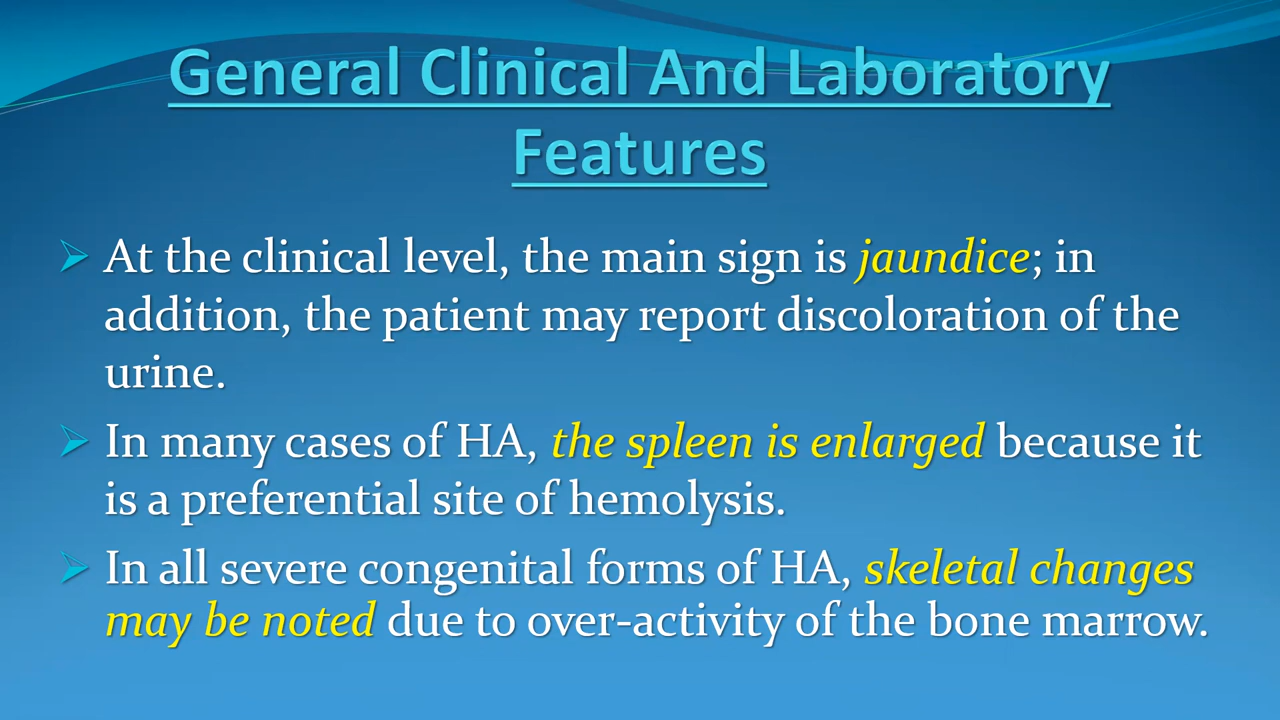 General Clinical And Laboratory
Features
At the clinical level, the main sign is jaundice; in
addition, the patient may report discoloration of the
urine.
In many cases of HA, the spleen is enlarged because it
is a preferential site of hemolysis.
In all severe congenital forms of HA, skeletal changes
may be noted due to over-activity of the bone marrow.